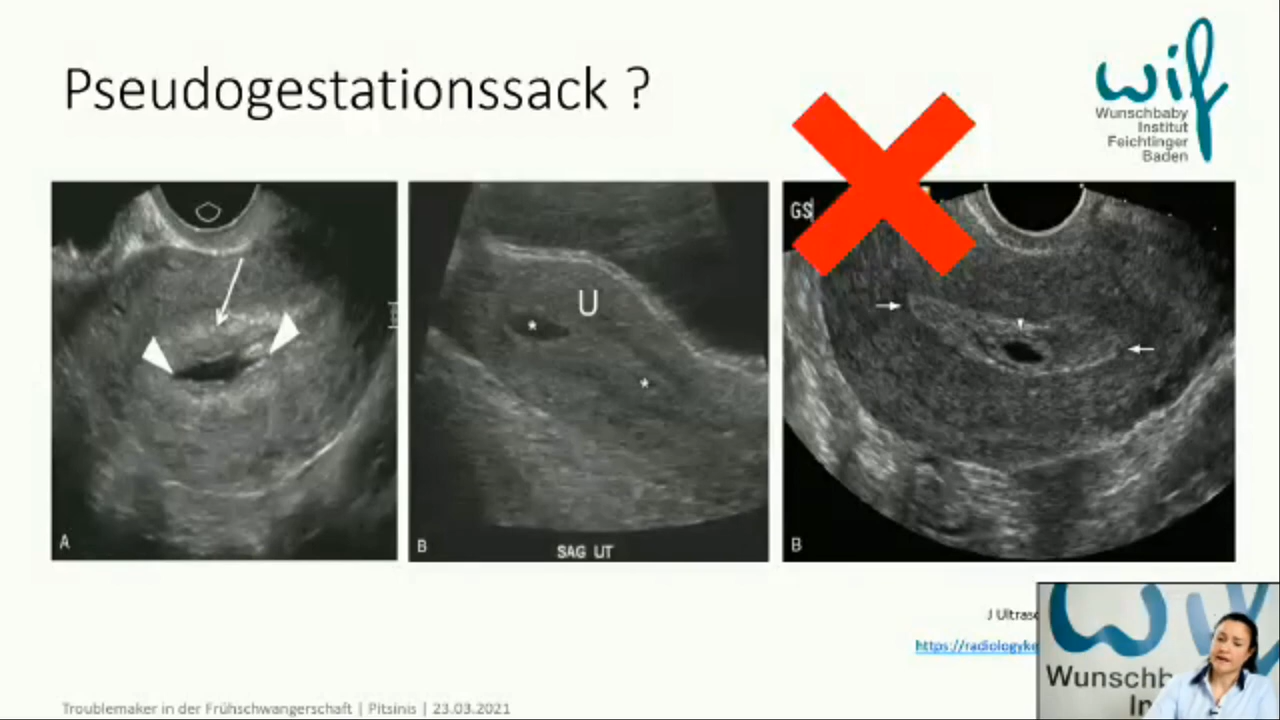 Pseudogestationssack ?
wif
Wunschbaby
Institut
Feichtinger
Baden
GS
U
*
*
A
B
SAG UT
B
J Ultras
https://radiologyke
Wunschb
In
Troublemaker in der Frühschwangerschaft | Pitsinis | 23.03.2021